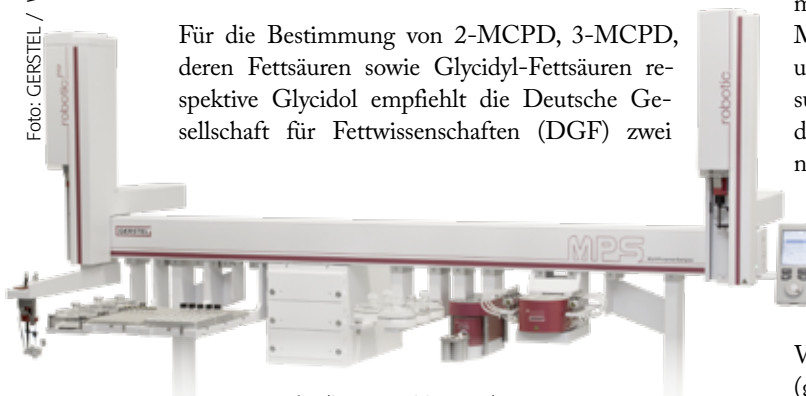 Foto: GERSTEL /
Für die Bestimmung von 2-MCPD, 3-MCPD,
deren Fettsäuren sowie Glycidyl-Fettsäuren re-
spektive Glycidol empfiehlt die Deutsche Ge-
sellschaft für Fettwissenschaften (DGF) zwei
robotic
robotic
GERSTEL
MPS